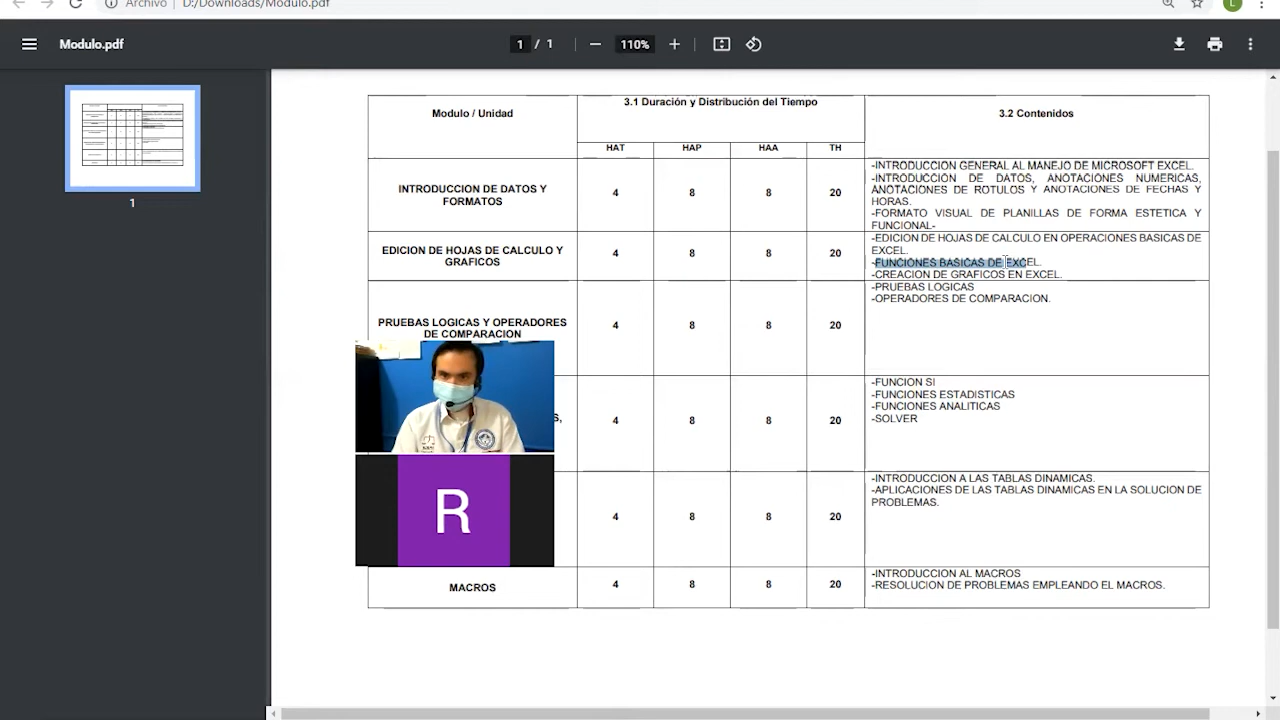 Archivo
D:/Downloads/Modulo.pdf
L
Modulo.pdf
1 / 1
110%
1
Modulo / Unidad
3.1 Duración y Distribución del Tiempo
3.2 Contenidos
HAT
HAP
HAA
TH
INTRODUCCION DE DATOS Y
FORMATOS
4
8
8
20
-INTRODUCCION GENERAL AL MANEJO DE MICROSOFT EXCEL.
-INTRODUCCION DE DATOS, ANOTACIONES NUMERICAS,
ANOTACIONES DE ROTULOS Y ANOTACIONES DE FECHAS Y
HORAS.
-FORMATO VISUAL DE PLANILLAS DE FORMA ESTETICA Y
FUNCIONAL-
EDICION DE HOJAS DE CALCULO Y
GRAFICOS
4
8
8
20
-EDICION DE HOJAS DE CALCULO EN OPERACIONES BASICAS DE
EXCEL.
-FUNCIONES BASICAS DE EXCEL.
-CREACION DE GRAFICOS EN EXCEL.
PRUEBAS LOGICAS Y OPERADORES
DE COMPARACION
4
8
8
20
-PRUEBAS LOGICAS
-OPERADORES DE COMPARACION.
S,
4
8
8
20
-FUNCION SI
-FUNCIONES ESTADISTICAS
-FUNCIONES ANALITICAS
-SOLVER
R
4
8
8
20
-INTRODUCCION A LAS TABLAS DINAMICAS.
-APLICACIONES DE LAS TABLAS DINAMICAS EN LA SOLUCION DE
PROBLEMAS.
MACROS
4
8
8
20
-INTRODUCCION AL MACROS
-RESOLUCION DE PROBLEMAS EMPLEANDO EL MACROS.